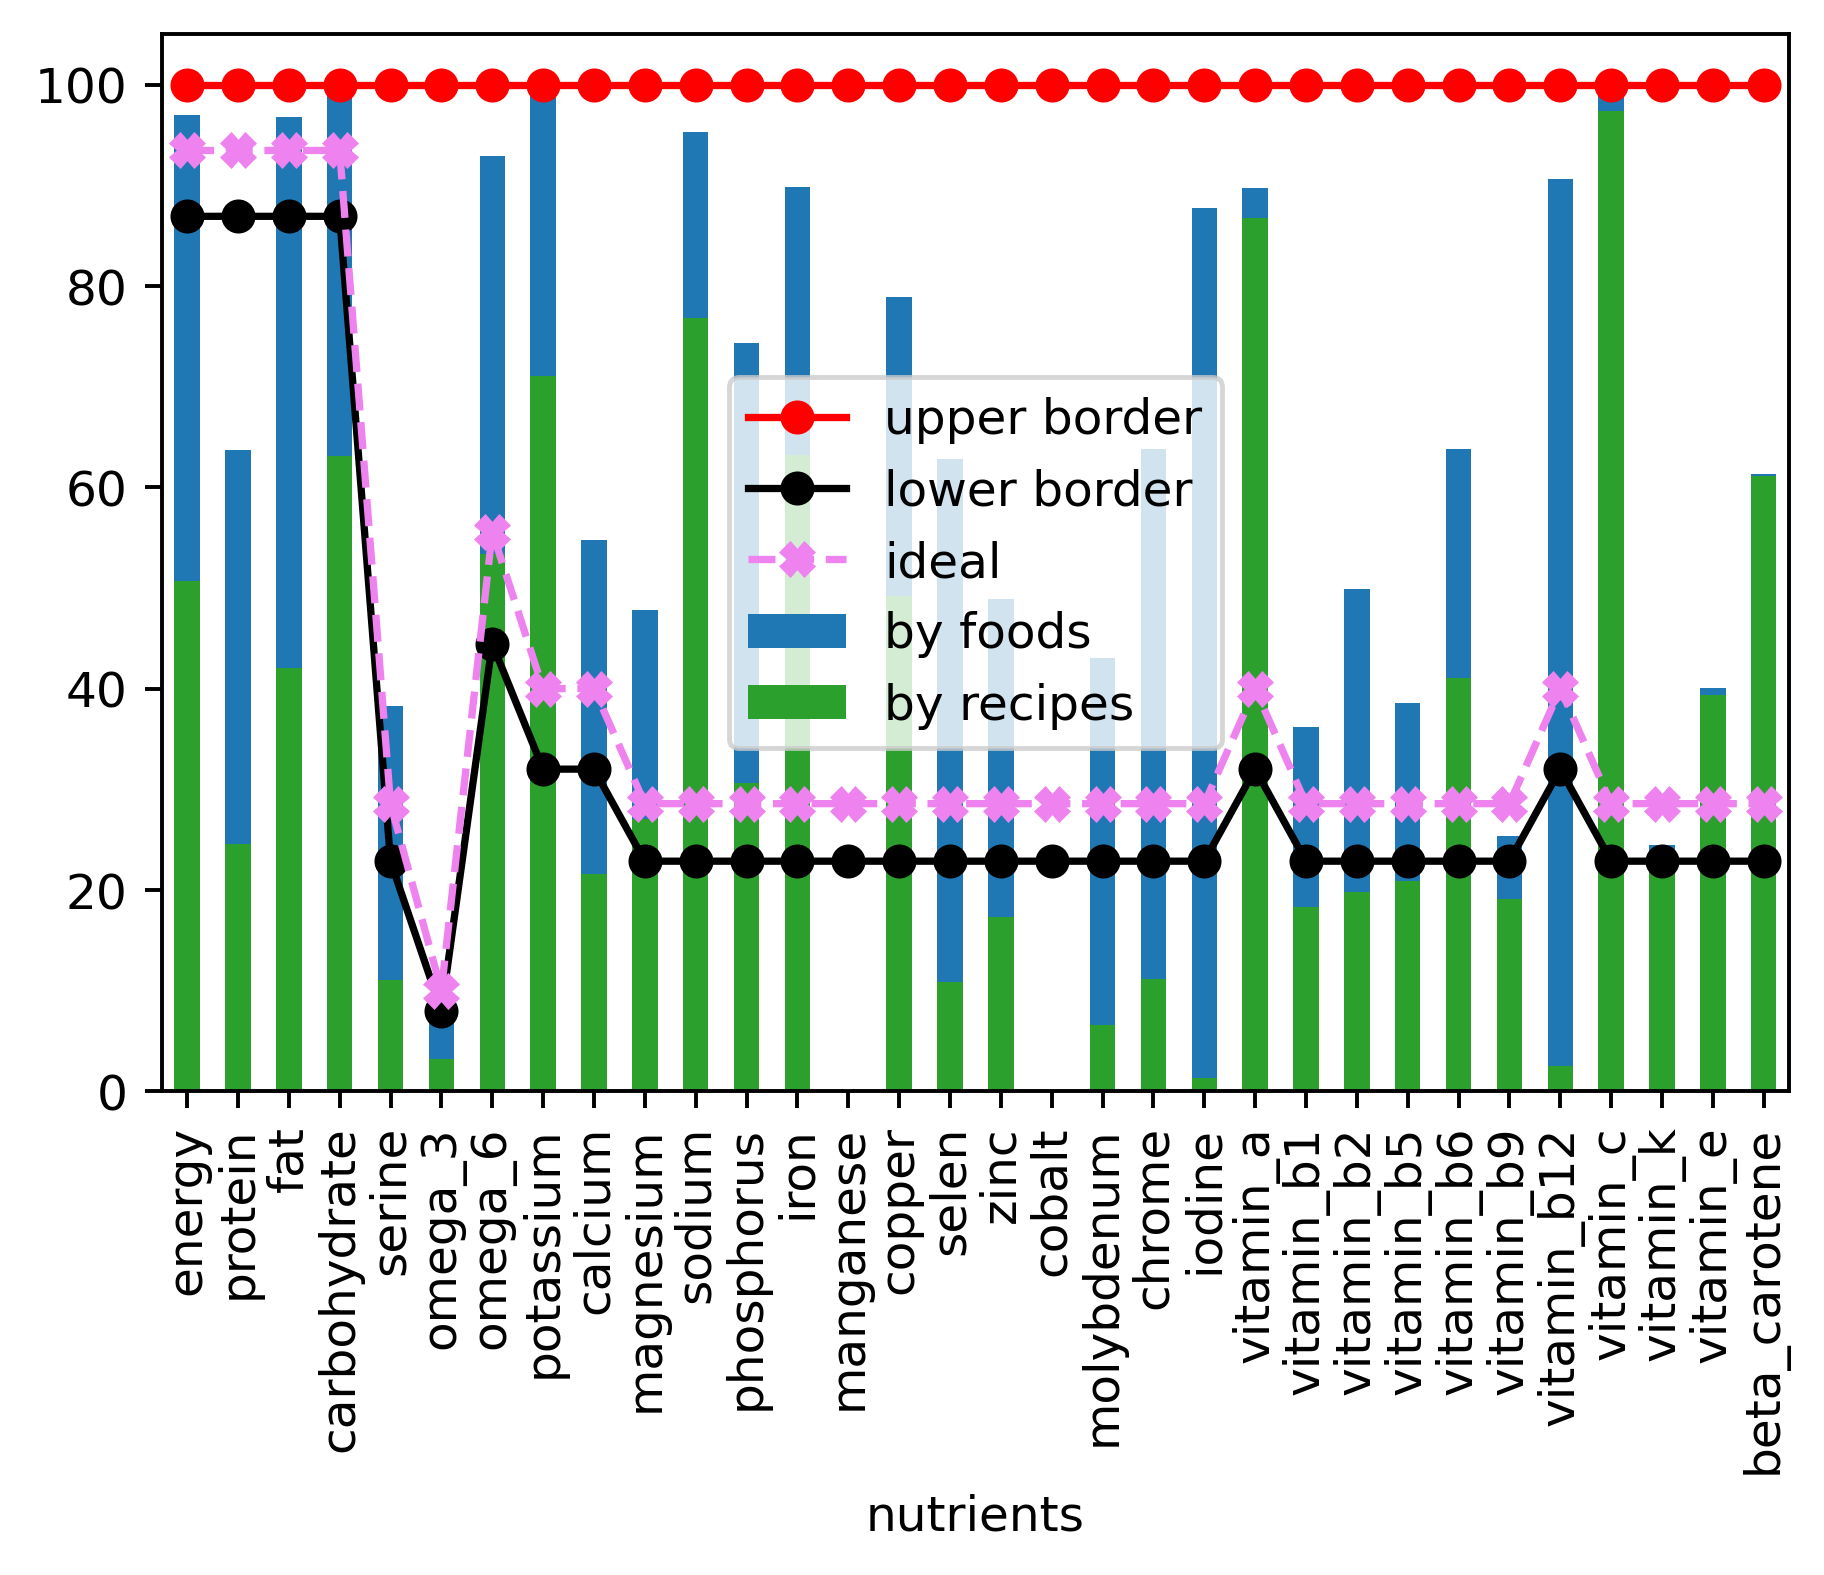 100
80
60
40
20
0
upper border
lower border
ideal
by foods
by recipes
energy
protein
fat
carbohydrate
serine
omega_3
omega_6
potassium
calcium
magnesium
sodium
phosphorus
iron
manganese
copper
selen
zinc
cobalt
molybdenum
chrome
iodine
vitamin_a
vitamin_b1
vitamin_b2
vitamin_b5
vitamin_b6
vitamin_b9
vitamin_b12
vitamin_c
vitamin_k
vitamin_e
beta_carotene
nutrients